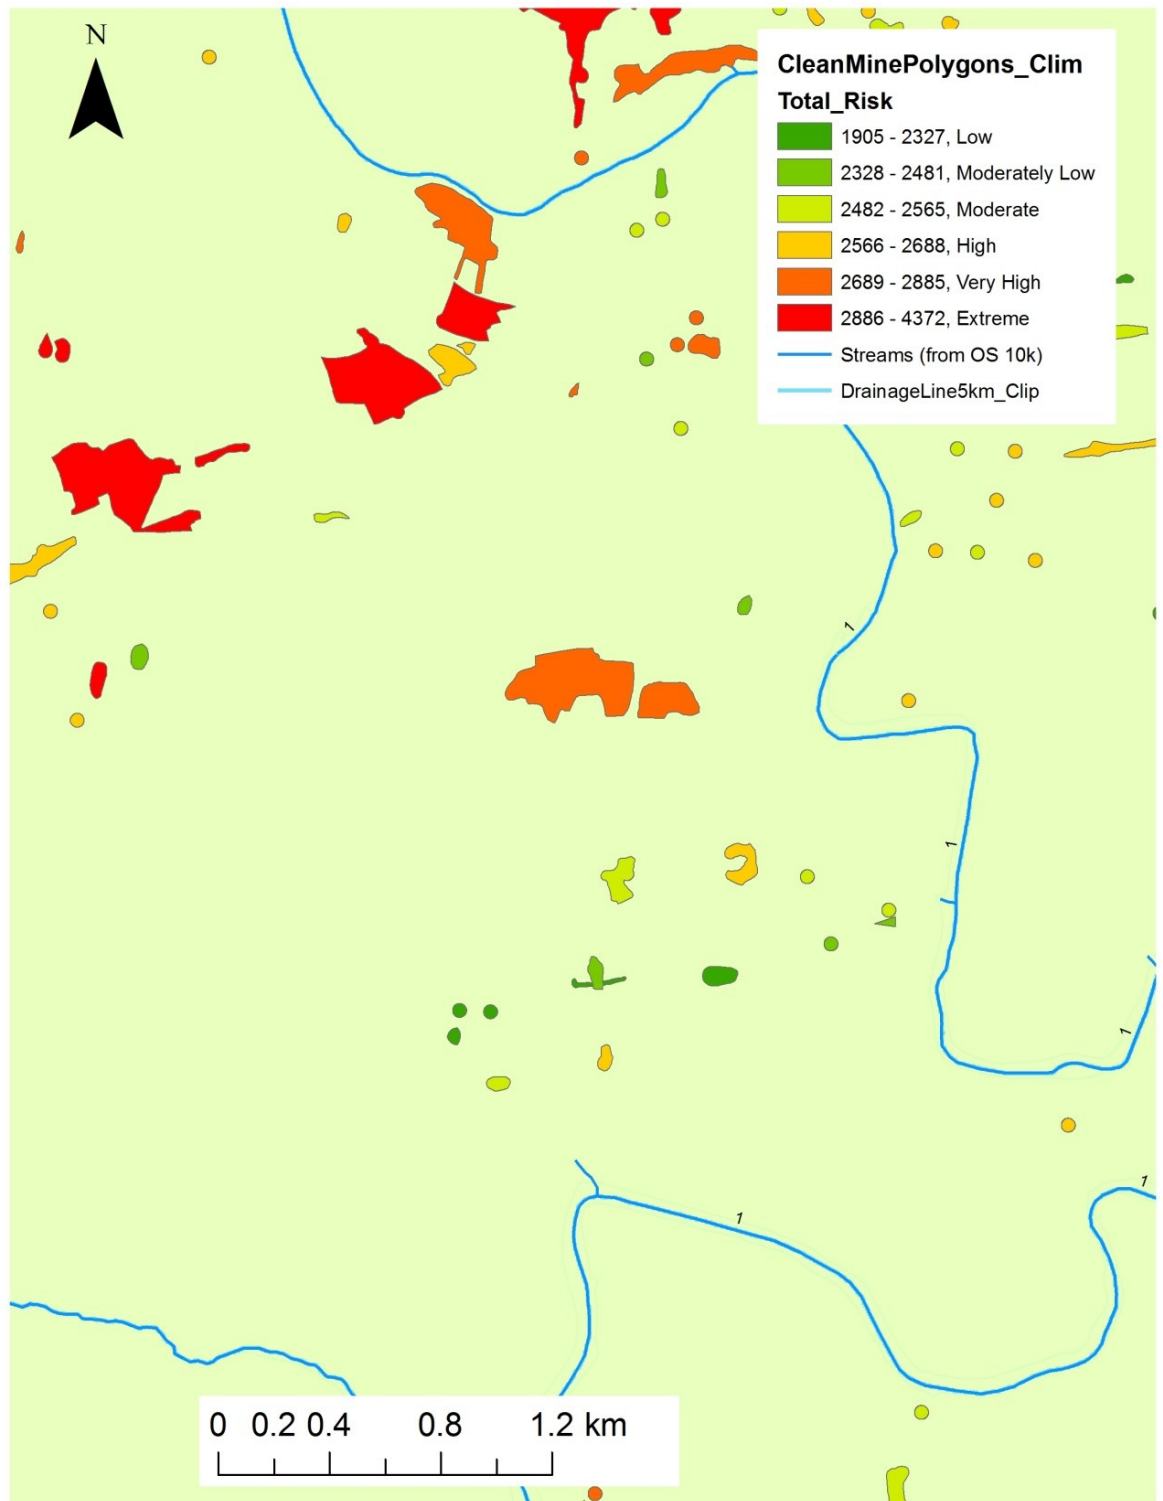 N
CleanMinePolygons_Clim
Total_Risk
1905 - 2327, Low
2328 - 2481, Moderately Low
2482 - 2565, Moderate
2566 - 2688, High
2689 - 2885, Very High
2886 - 4372, Extreme
Streams (from OS 10k)
DrainageLine5km_Clip
1
1
1
1
1
0 0.2 0.4 0.8 1.2 km